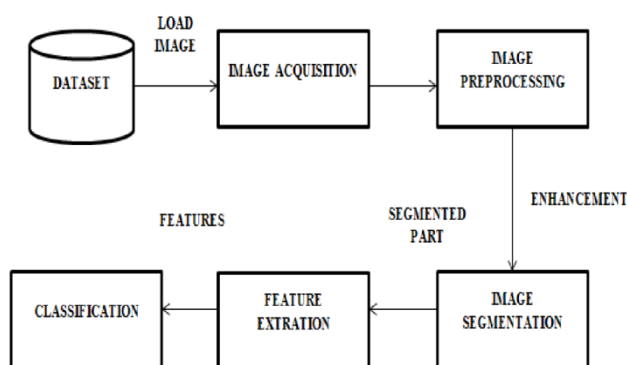 LOAD
IMAGE
DATASET
IMAGE ACQUISITION
IMAGE
PREPROCESSING
ENHANCEMENT
FEATURES
SEGMENTED
PART
CLASSIFICATION
FEATURE
EXTRATION
IMAGE
SEGMENTATION